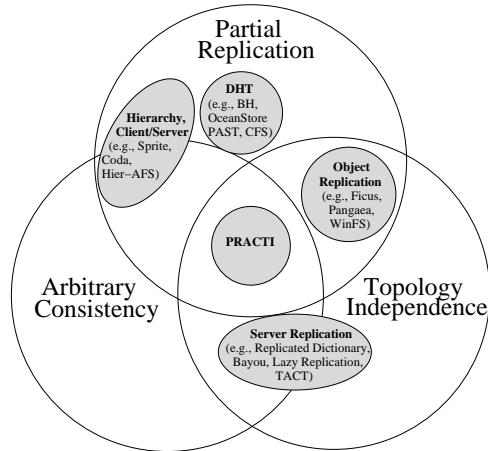 Partial
Replication
DHT
(e.g., BH,
OceanStore
PAST, CFS)
Hierarchy,
Client/Server
(e.g., Sprite,
Coda,
Hier−AFS)
Object
Replication
(e.g., Ficus,
Pangaea,
WinFS)
PRACTI
Arbitrary
Consistency
Topology
Independence
Server Replication
(e.g., Replicated Dictionary,
Bayou, Lazy Replication,
TACT)